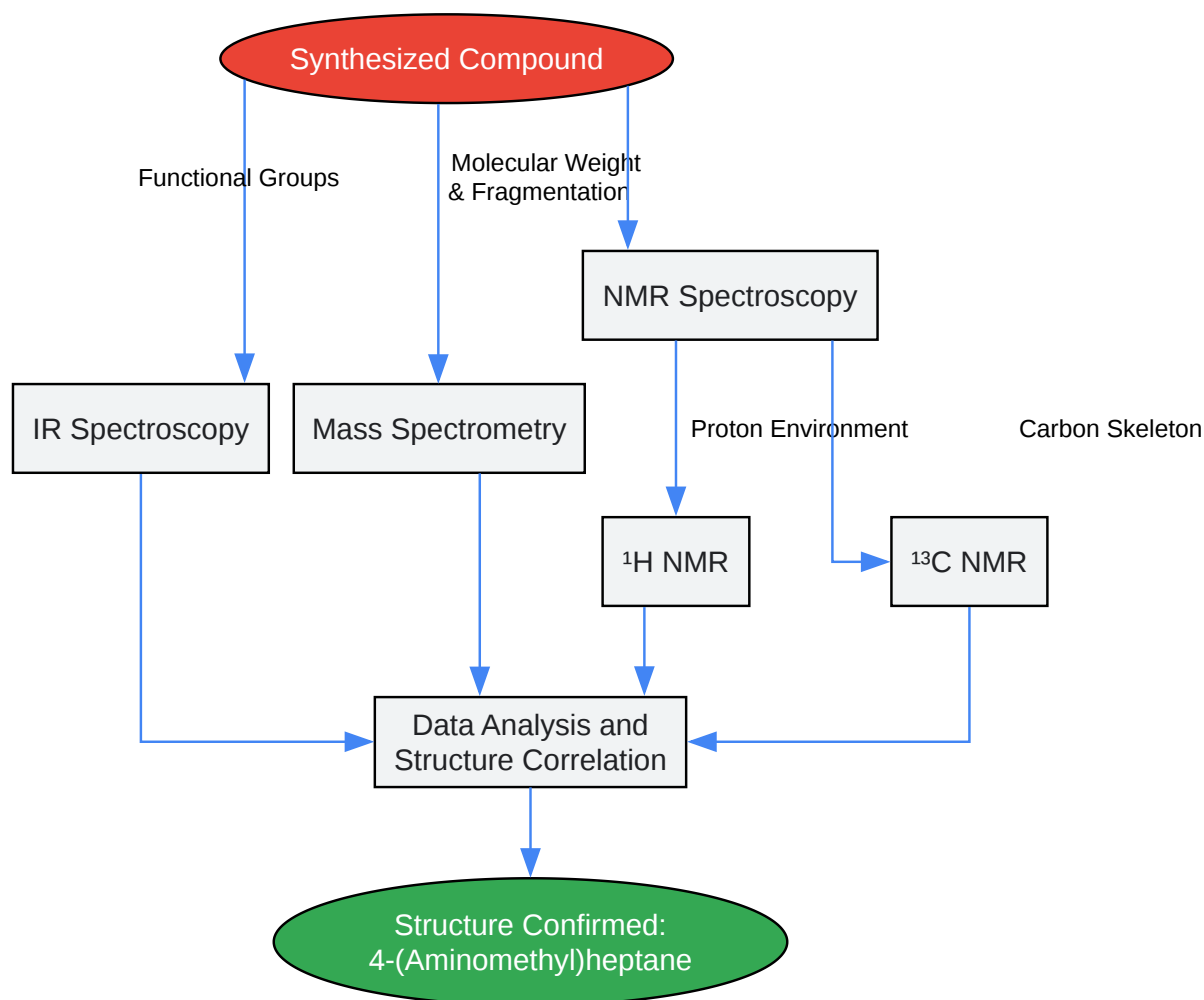 Synthesized Compound
Functional Groups
Molecular Weight
& Fragmentation
NMR Spectroscopy
IR Spectroscopy
Mass Spectrometry
Proton Environment
Carbon Skeleton
¹H NMR
¹³C NMR
Data Analysis and
Structure Correlation
Structure Confirmed:
4-(Aminomethyl)heptane